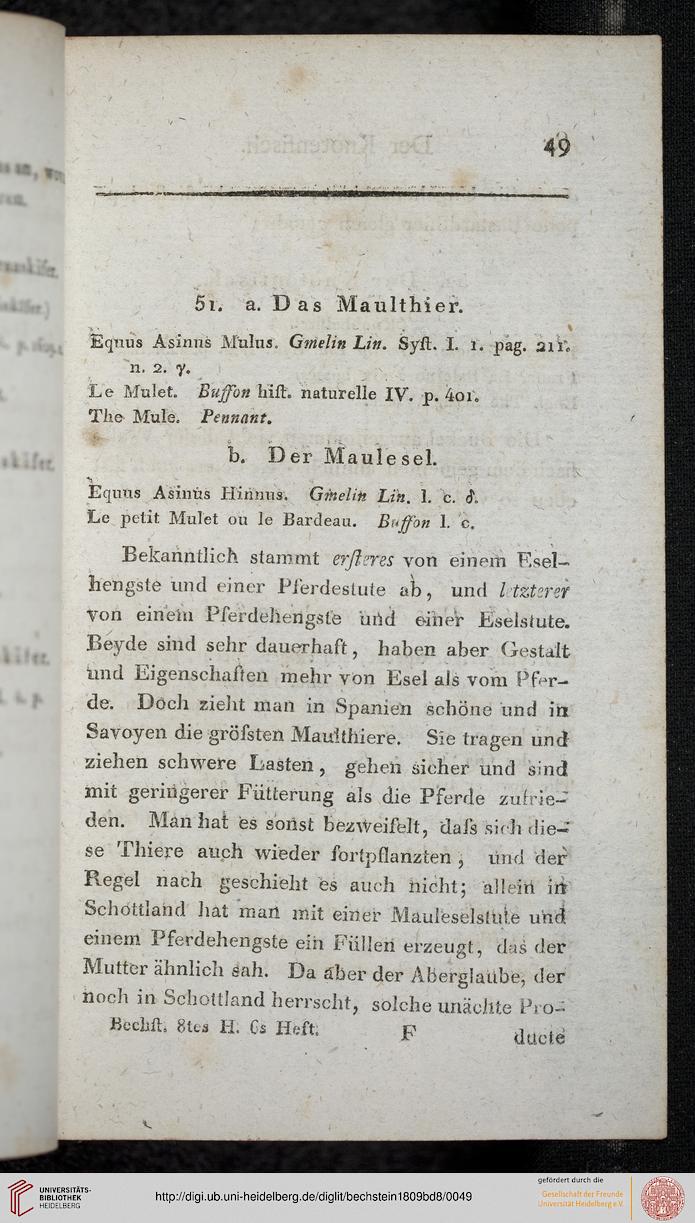 49
51. a. Das Maulthier.
Equus Asinus Mulus. Gmelin Lin. Syſt. I. 1. pag. 211.
n. 2. γ.
Le Mulet. Buffon hiſt. naturelle IV. p. 401.
The Mule. Pennant.
b. Der Maulesel.
Equus Asinus Hinnus. Gmelin Lin. l. c. δ.
Le petit Mulet ou le Bardeau. Buffon l. c.
Bekanntlich stammt erſteres von einem Esel-
hengste und einer Pferdestute ab, und letzterer
von einem Pferdehengste und einer Eselstute.
Beyde sind sehr dauerhaft, haben aber Gestalt
und Eigenschaften mehr von Esel als vom Pfer-
de. Doch zieht man in Spanien schöne und in
Savoyen die gröſsten Maulthiere. Sie tragen und
ziehen schwere Lasten, gehen sicher und sind
mit geringerer Fütterung als die Pferde zufrie-
den. Man hat es sonst bezweifelt, daſs sich die-
se Thiere auch wieder fortpflanzten, und der
Regel nach geschieht es auch nicht; allein in
Schottland hat man mit einer Mauleselstute und
einem Pferdehengste ein Füllen erzeugt, das der
Mutter ähnlich sah. Da aber der Aberglaube, der
noch in Schottland herrscht, solche unächte Pro-
Bechſt. 8tes H. 6s Heft. F ducte
UNIVERSITÄTS-
BIBLIOTHEK
HEIDELBERG
http://digi.ub.uni-heidelberg.de/diglit/bechstein1809bd8/0049
gefördert durch die
Gesellschaft der Freunde
Universität Heidelberg e.V.